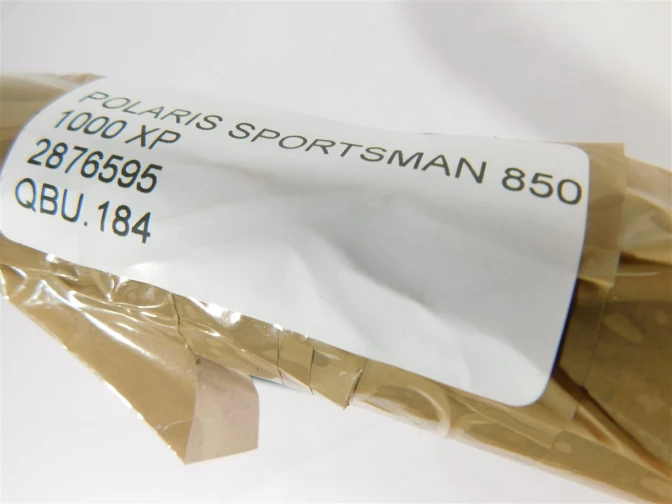 POLARIS SPORTSMAN 850
1000 XP
2876595
QBU.184